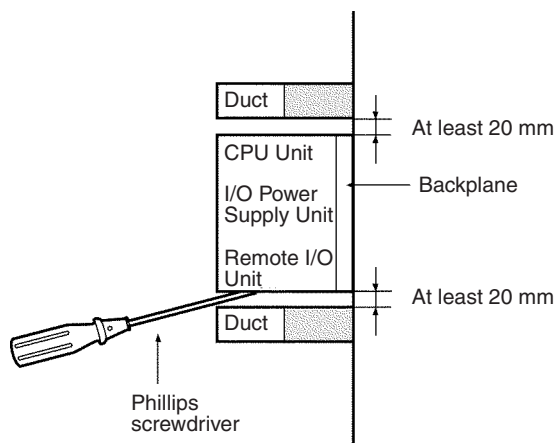 Duct
At least 20 mm
CPU Unit
I/O Power
Supply Unit
Backplane
Remote I/O
Unit
At least 20 mm
Duct
Phillips
screwdriver